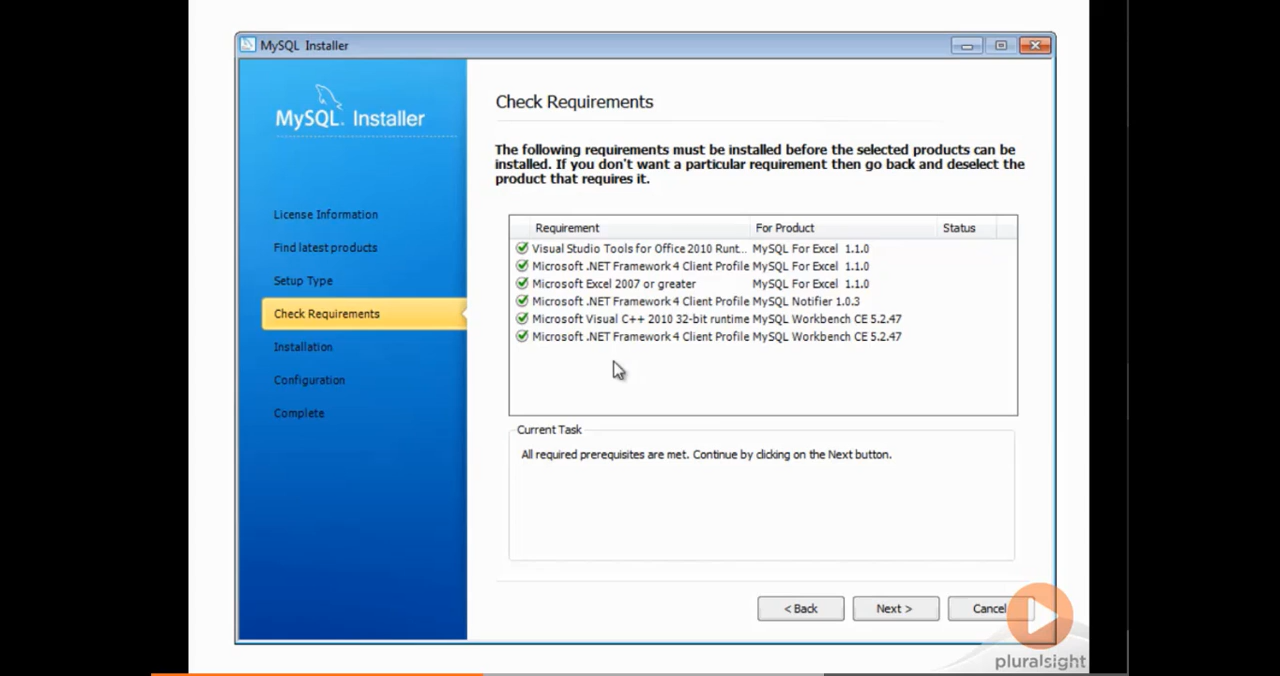 MySQL Installer
MySQL. Installer
License Information
Find latest products
Setup Type
Check Requirements
Installation
Configuration
Complete
Check Requirements
The following requirements must be installed before the selected products can be
installed. If you don't want a particular requirement then go back and deselect the
product that requires it.
Requirement For Product Status
Visual Studio Tools for Office 2010 Runt... MySQL For Excel 1.1.0
Microsoft .NET Framework 4 Client Profile MySQL For Excel 1.1.0
Microsoft Excel 2007 or greater MySQL For Excel 1.1.0
Microsoft .NET Framework 4 Client Profile MySQL Notifier 1.0.3
Microsoft Visual C++ 2010 32-bit runtime MySQL Workbench CE 5.2.47
Microsoft .NET Framework 4 Client Profile MySQL Workbench CE 5.2.47
Current Task
All required prerequisites are met. Continue by clicking on the Next button.
< Back Next > Cancel
pluralsight